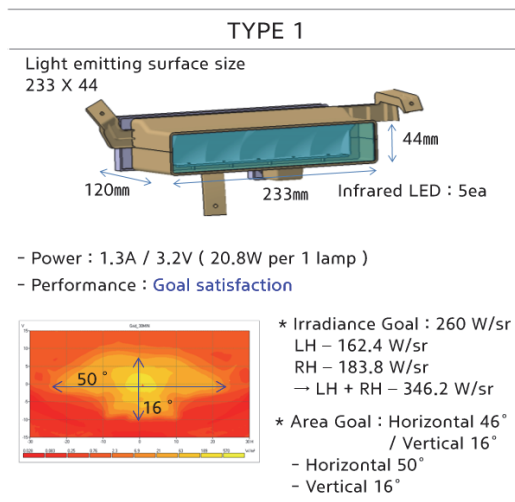 TYPE 1
Light emitting surface size
233 X 44
44㎜
120㎜
233㎜
Infrared LED : 5ea
- Power : 1.3A / 3.2V ( 20.8W per 1 lamp )
- Performance : Goal satisfaction
50 °
16 °
* Irradiance Goal : 260 W/sr
LH – 162.4 W/sr
RH – 183.8 W/sr
→ LH + RH – 346.2 W/sr
* Area Goal : Horizontal 46°
/ Vertical 16°
- Horizontal 50°
- Vertical 16°